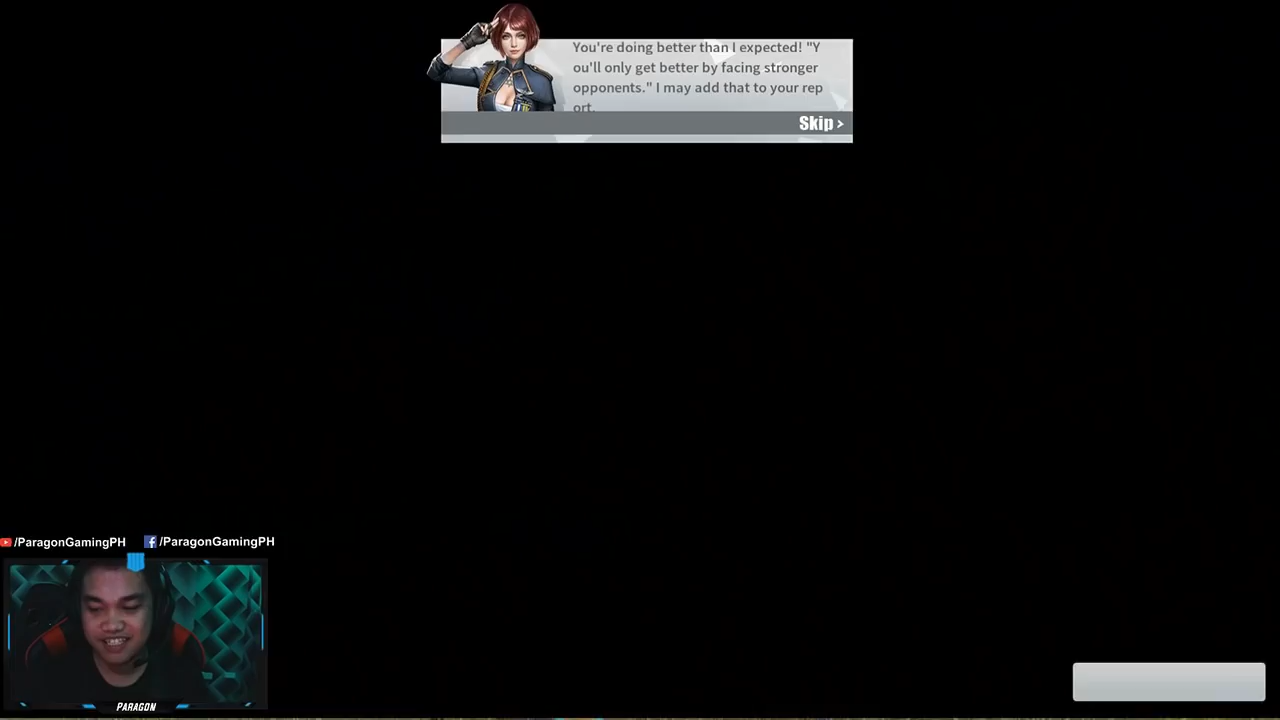 You're doing better than I expected! "Y
ou'll only get better by facing stronger
opponents." I may add that to your rep
ort.
Skip >
/ParagonGamingPH
/ParagonGamingPH
PARAGON